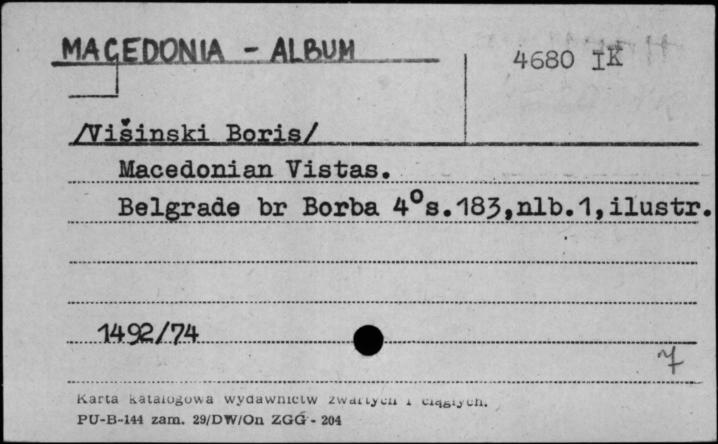 MACEDONIA - ALBUM
4680 IK
/Višinski Boris/
Macedonian Vistas.
Belgrade br Borba 4° s.183,nlb.1,ilustr.
1492/74
7
Karta katalogowa wydawnictw zwartych i ciągłych.
PU-B-144 zam. 29/DW/On ZGG - 204